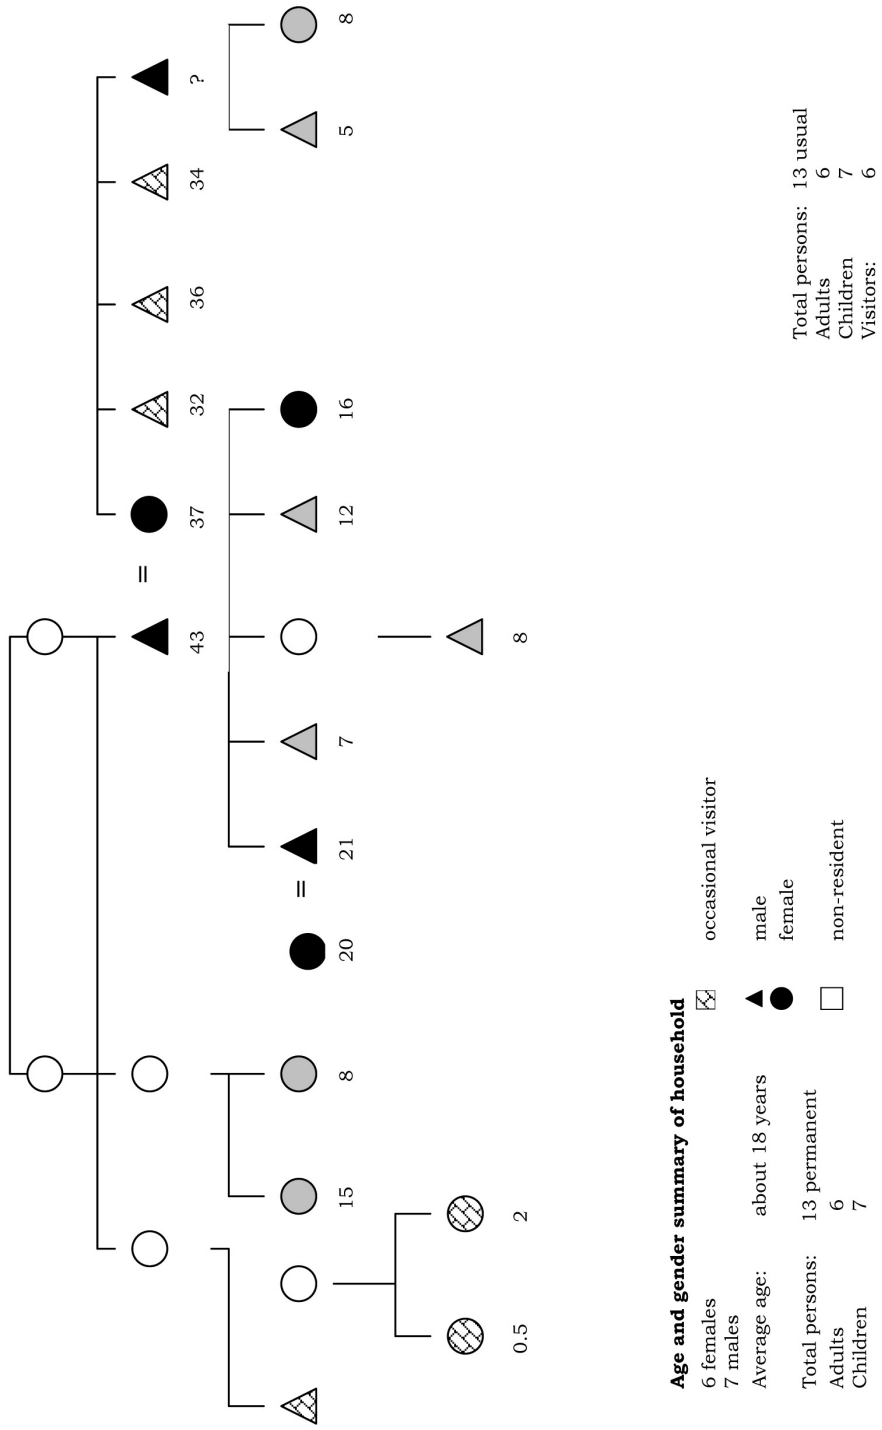 =
43 37 32 36 34 ?
=
15 8 20 21 7 12 16 5 8
0.5 2 8
Age and gender summary of household
6 females occasional visitor
7 males
Average age: about 18 years male
female
Total persons: 13 permanent Total persons: 13 usual
Adults 6 non-resident Adults 6
Children 7 Children 7
Visitors: 6